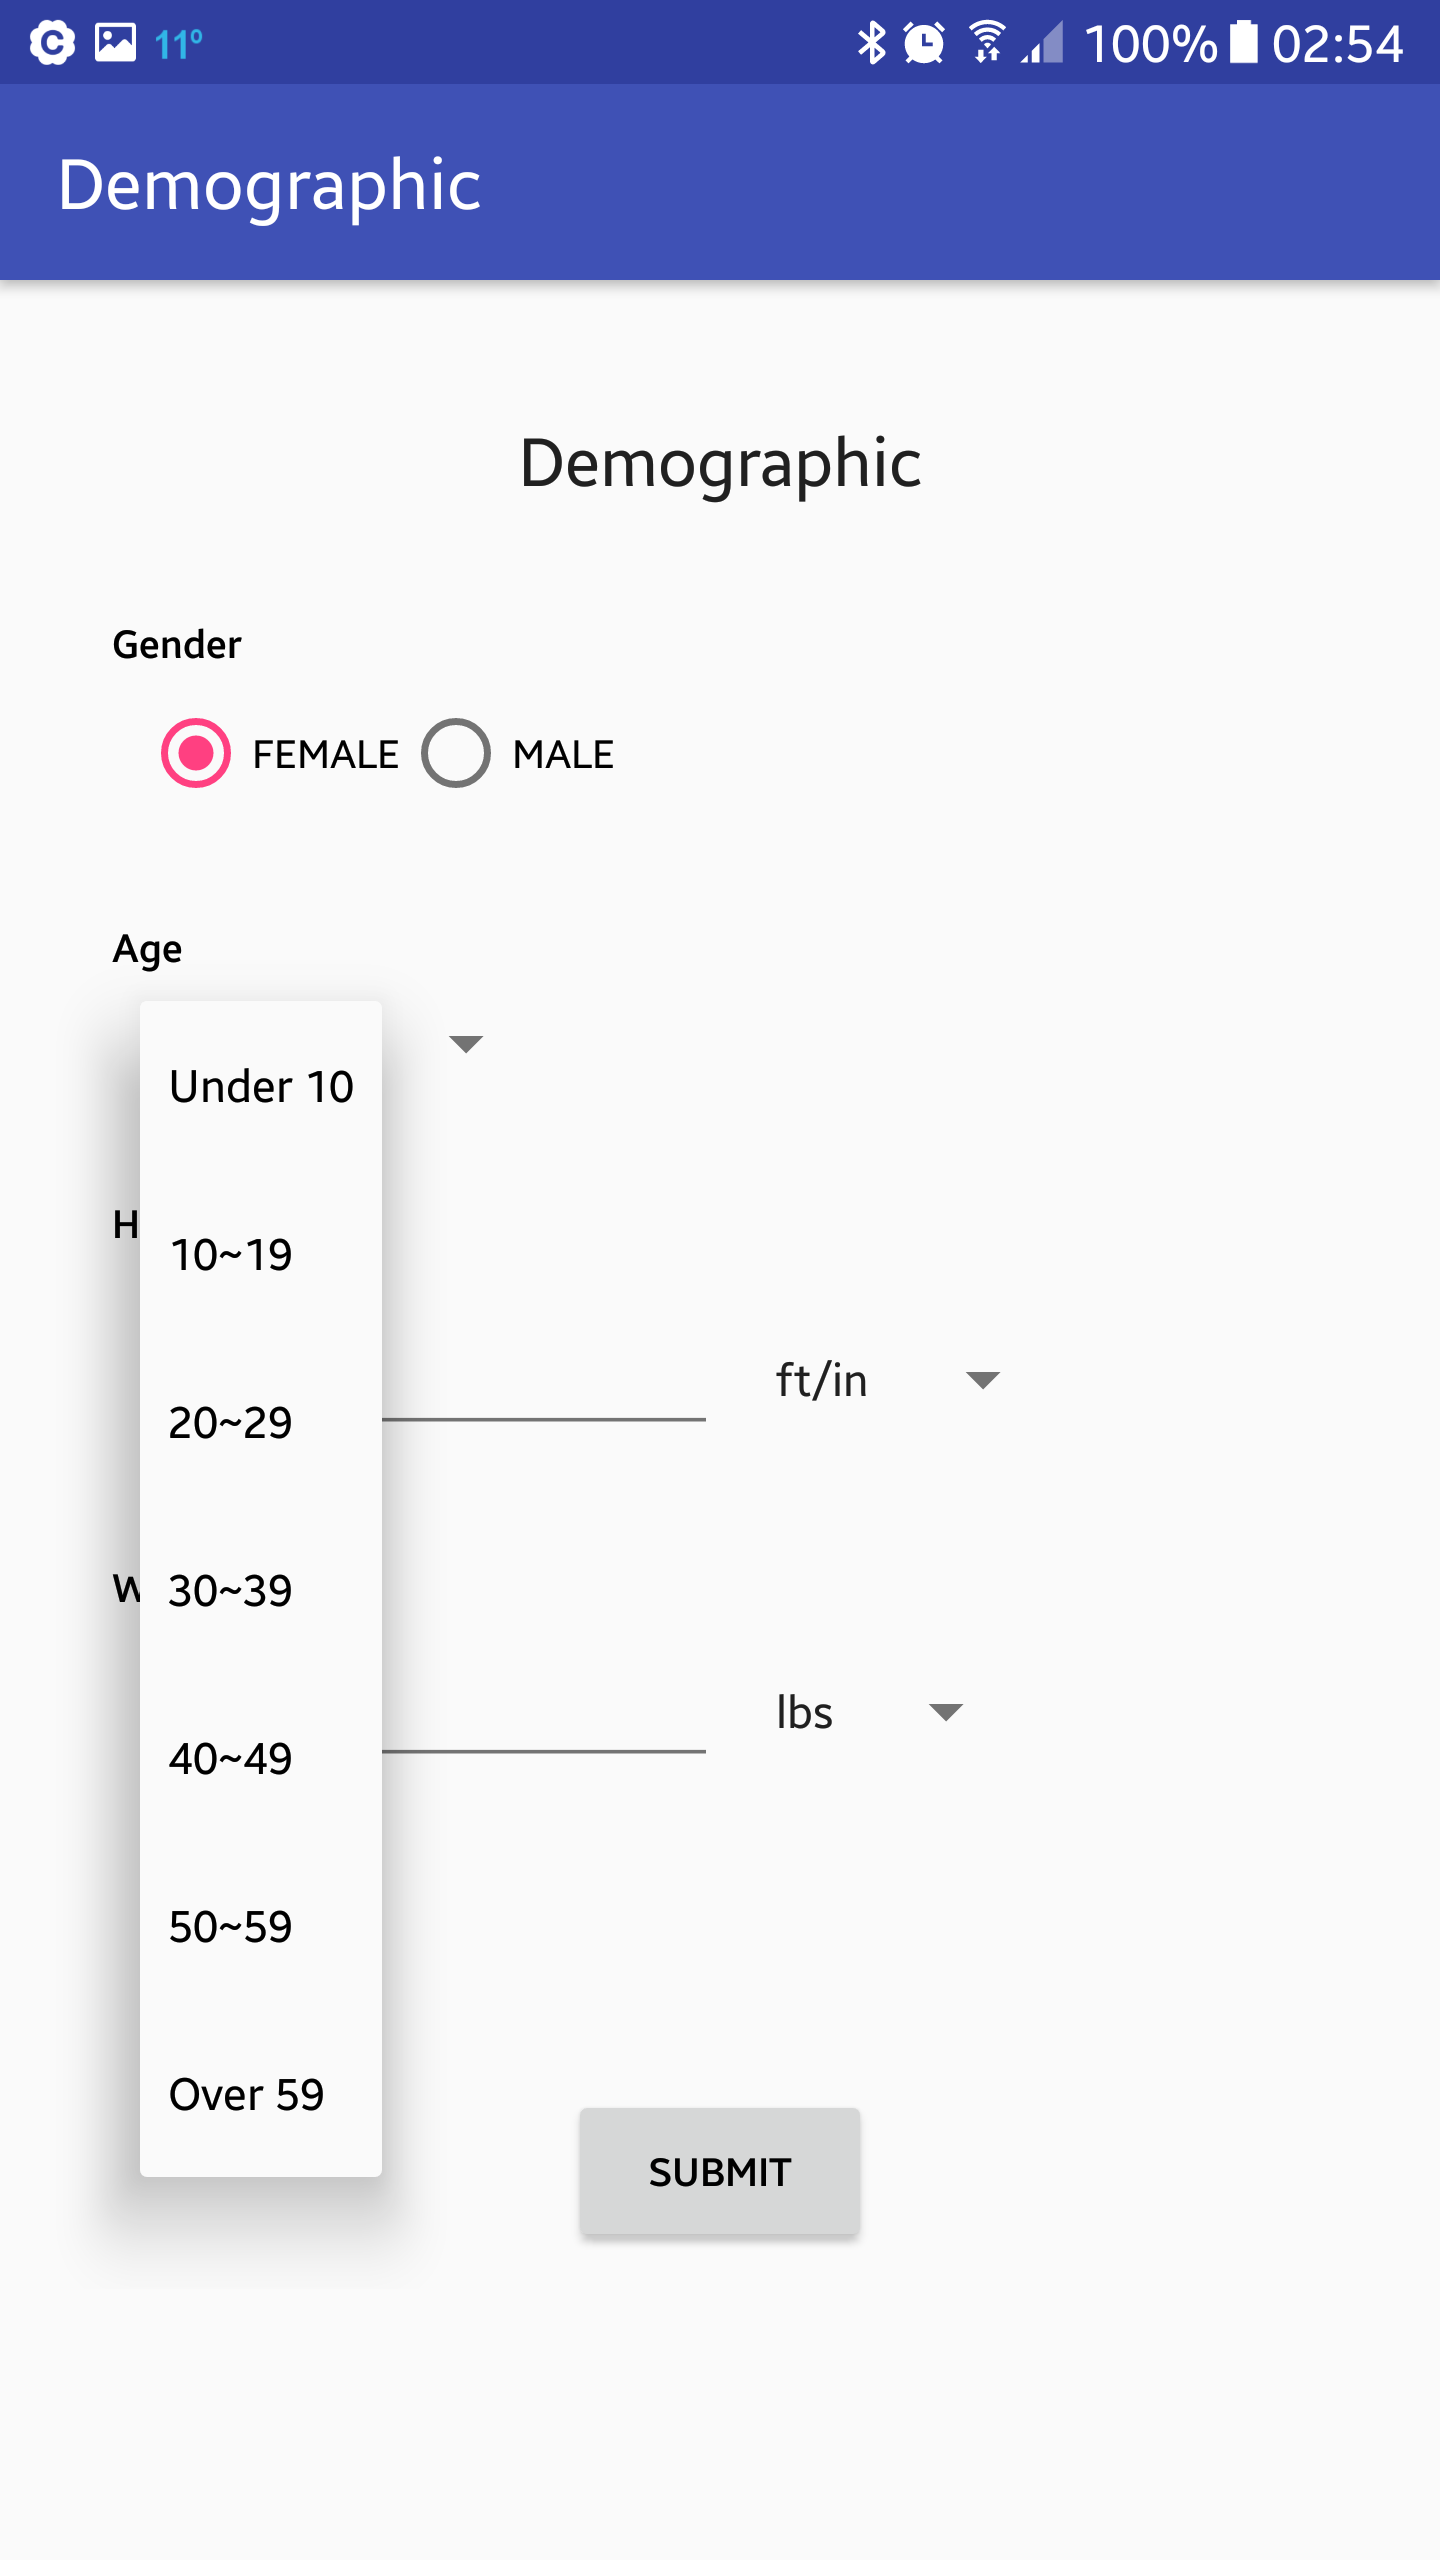 11° 100% 02:54
Demographic
Demographic
Gender
FEMALE MALE
Age
Under 10
H
10~19
ft/in
20~29
W
30~39
lbs
40~49
50~59
Over 59
SUBMIT